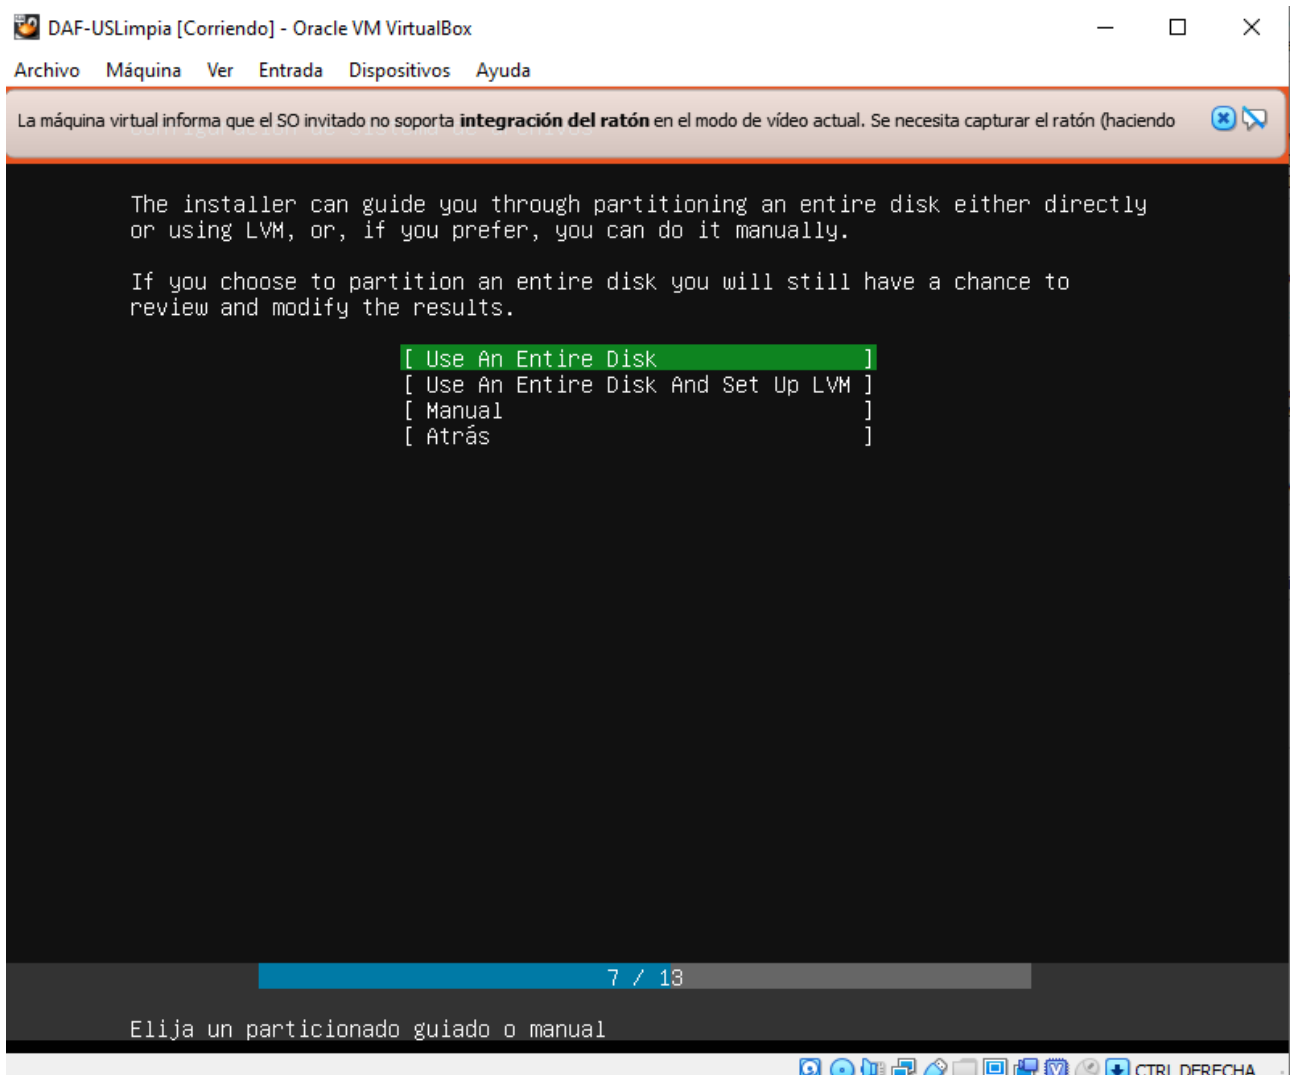 DAF-USLimpia [Corriendo] - Oracle VM VirtualBox
Archivo Máquina Ver Entrada Dispositivos Ayuda
La máquina virtual informa que el SO invitado no soporta integración del ratón en el modo de vídeo actual. Se necesita capturar el ratón (haciendo
The installer can guide you through partitioning an entire disk either directly
or using LVM, or, if you prefer, you can do it manually.
If you choose to partition an entire disk you will still have a chance to
review and modify the results.
[ Use An Entire Disk ]
[ Use An Entire Disk And Set Up LVM ]
[ Manual ]
[ Atrás ]
7 / 13
Elija un particionado guiado o manual
CTRL DERECHA